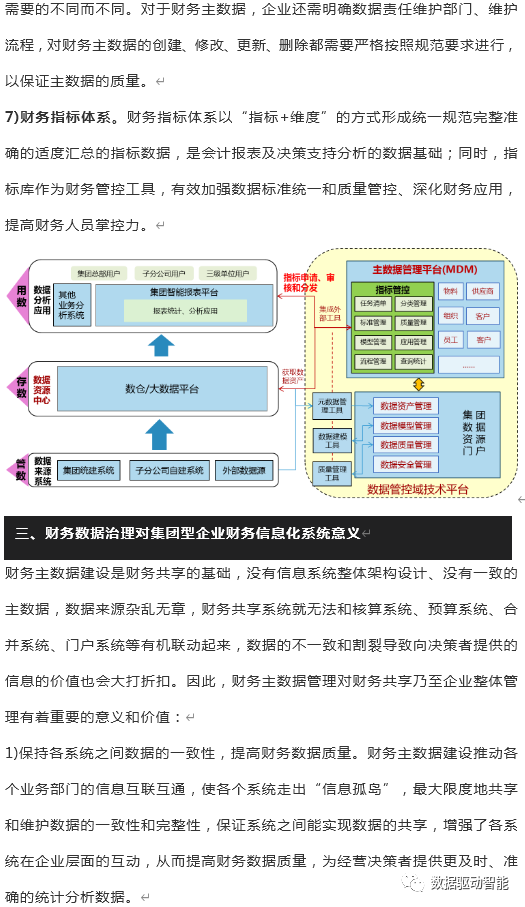 需要的不同而不同。对于财务主数据，企业还需明确数据责任维护部门、维护
流程，对财务主数据的创建、修改、更新、删除都需要严格按照规范要求进行，
以保证主数据的质量。
7)财务指标体系。财务指标体系以“指标+维度”的方式形成统一规范完整准
确的适度汇总的指标数据，是会计报表及决策支持分析的数据基础；同时，指
标库作为财务管控工具，有效加强数据标准统一和质量管控、深化财务应用，
提高财务人员掌控力。
用数
数据分析应用
集团总部用户 子分公司用户 三级单位用户
其他业务分析系统
集团智能报表平台
报表统计、分析应用
存数
数据资源中心
数仓/大数据平台
管数
数据来源系统
集团统建系统 子分公司自建系统 外部数据源
指标申请、审核和分发
获取数据资产
集成外部工具
主数据管理平台(MDM)
指标管控
任务清单 分类管理
标准管理 质量管理
模型管理 应用管理
流程管理 查询统计
物料 供应商
组织 客户
员工 客户
......
元数据管理工具
数据建模工具
质量管理工具
数据资产管理
数据模型管理
数据质量管理
数据安全管理
集团数据资源门户
数据管控域技术平台
三、财务数据治理对集团型企业财务信息化系统意义
财务主数据建设是财务共享的基础，没有信息系统整体架构设计、没有一致的
主数据，数据来源杂乱无章，财务共享系统就无法和核算系统、预算系统、合
并系统、门户系统等有机联动起来，数据的不一致和割裂导致向决策者提供的
信息的价值也会大打折扣。因此，财务主数据管理对财务共享乃至企业整体管
理有着重要的意义和价值：
1)保持各系统之间数据的一致性，提高财务数据质量。财务主数据建设推动各
个业务部门的信息互联互通，使各个系统走出“信息孤岛”，最大限度地共享
和维护数据的一致性和完整性，保证系统之间能实现数据的共享，增强了各系
统在企业层面的互动，从而提高财务数据质量，为经营决策者提供更及时、准
确的统计分析数据。
数据驱动智能